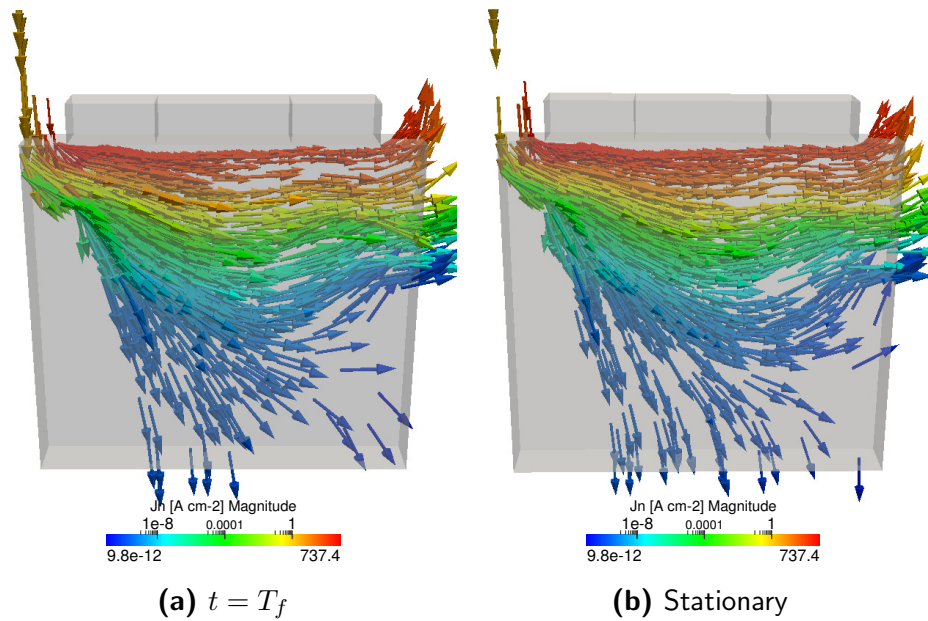 Jn [A cm-2] Magnitude
1e-8 0.0001 1
9.8e-12 737.4
(a) t = T_f
Jn [A cm-2] Magnitude
1e-8 0.0001 1
9.8e-12 737.4
(b) Stationary